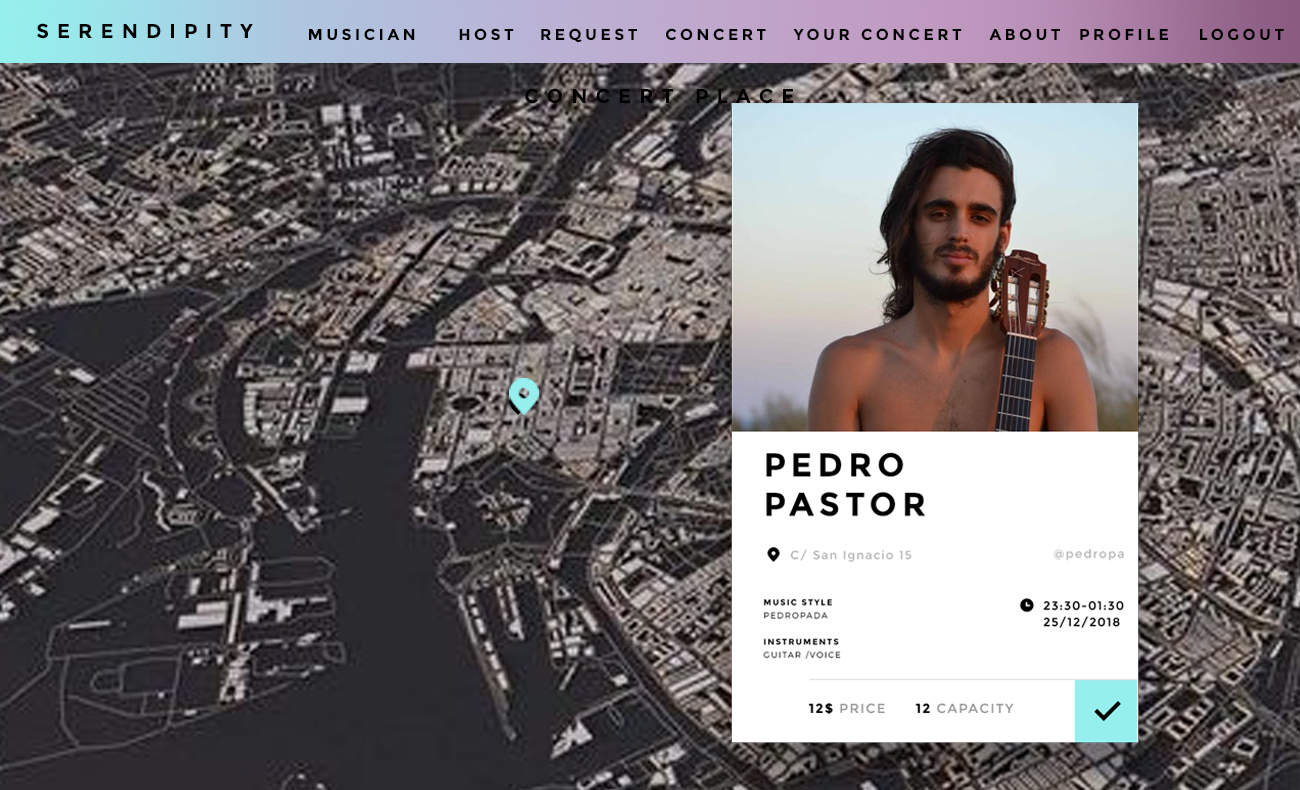 SERENDIPITY MUSICIAN HOST REQUEST CONCERT YOUR CONCERT ABOUT PROFILE LOGOUT
CONCERT PLACE
PEDRO
PASTOR
C/ San Ignacio 15
@pedropa
MUSIC STYLE
PEDROPADA
23:30-01:30
25/12/2018
INSTRUMENTS
GUITAR /VOICE
12$ PRICE 12 CAPACITY